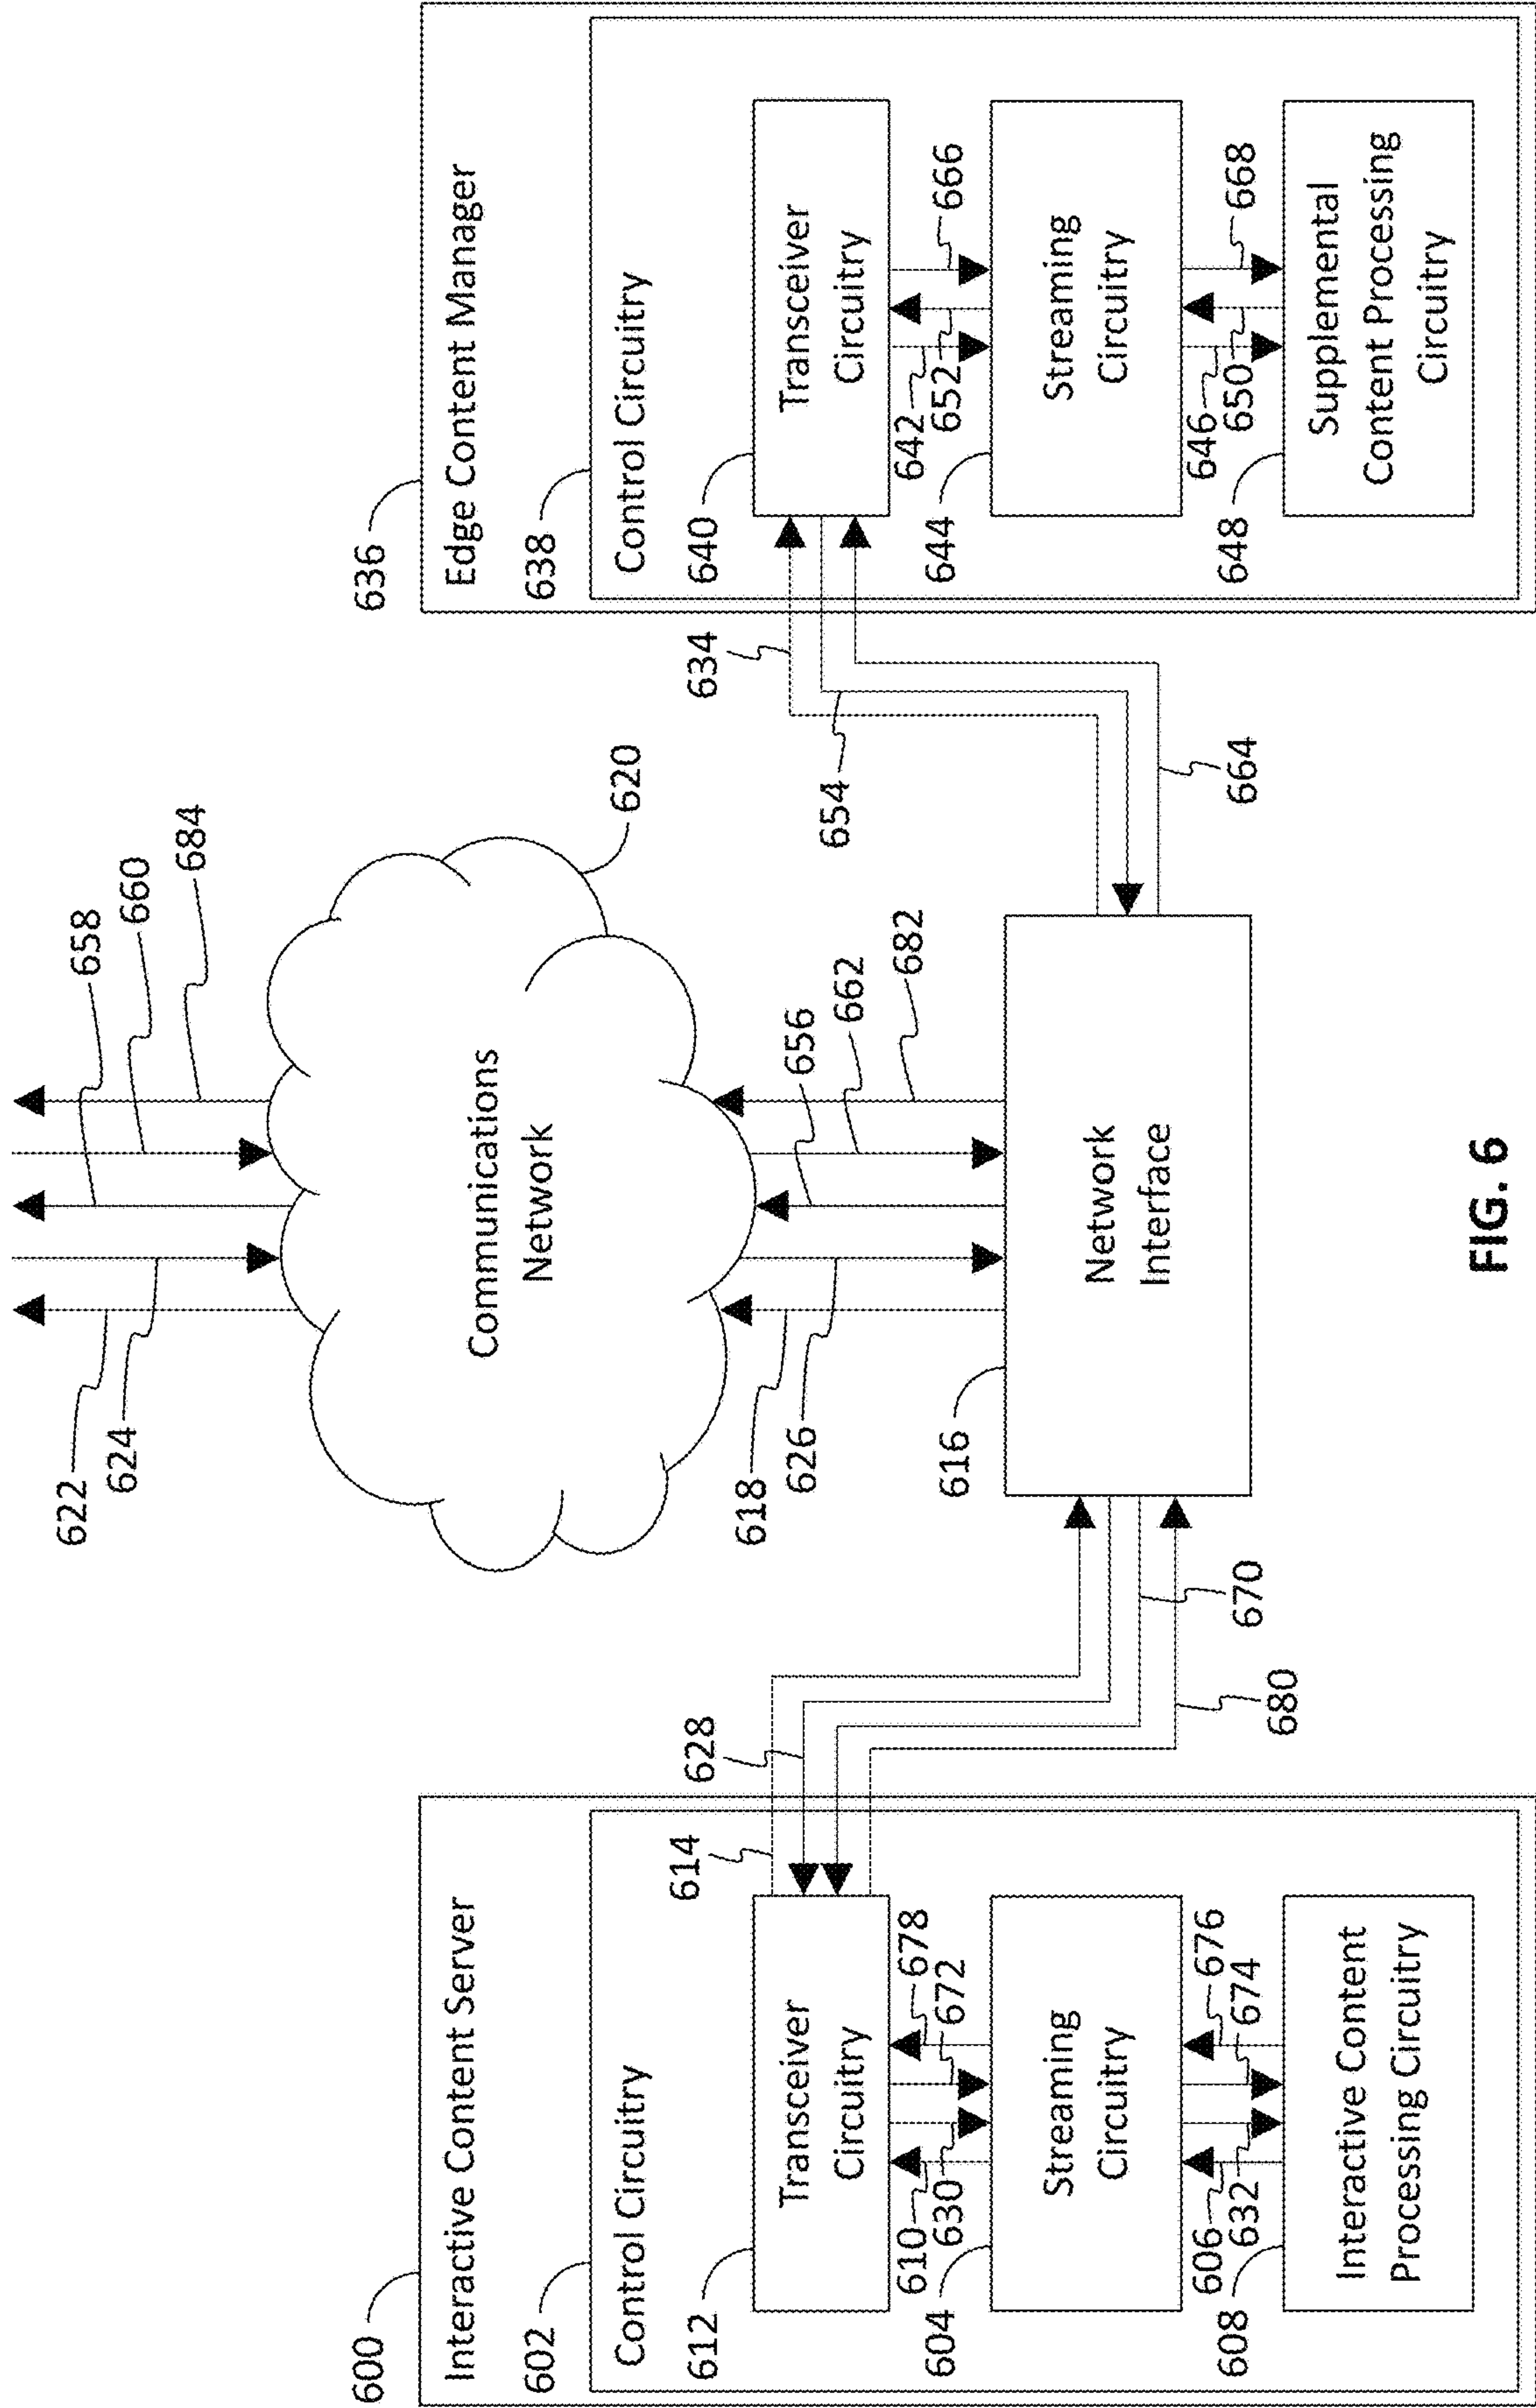 600
Interactive Content Server
602
Control Circuitry
612
Transceiver
Circuitry
610
630
672
678
604
Streaming
Circuitry
606
632
674
676
608
Interactive Content
Processing Circuitry
614
628
670
680
622
624
658
660
684
Communications
Network
620
618
626
656
662
682
616
Network
Interface
634
654
664
636
Edge Content Manager
638
Control Circuitry
640
Transceiver
Circuitry
642
652
666
644
Streaming
Circuitry
646
650
668
648
Supplemental
Content Processing
Circuitry
FIG. 6